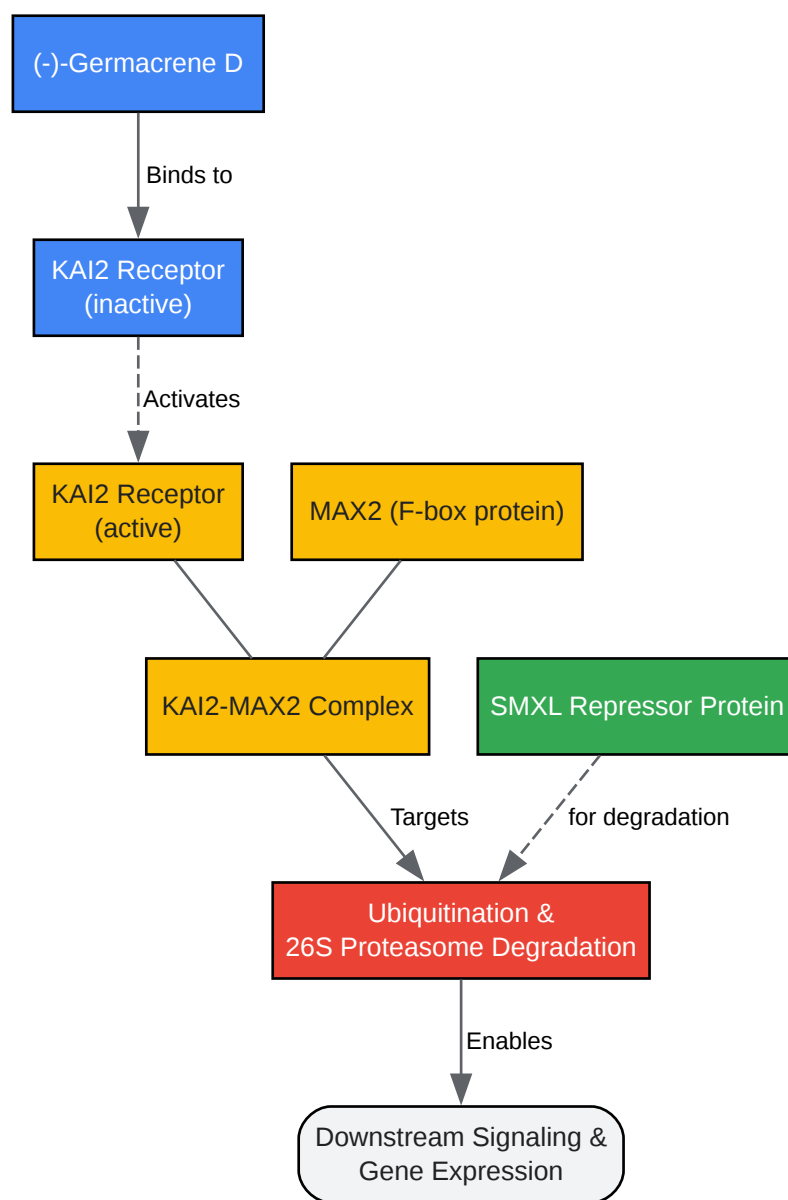 (-)-Germacrene D
Binds to
KAI2 Receptor
(inactive)
Activates
KAI2 Receptor
(active)
MAX2 (F-box protein)
KAI2-MAX2 Complex
SMXL Repressor Protein
Targets
for degradation
Ubiquitination &
26S Proteasome Degradation
Enables
Downstream Signaling &
Gene Expression